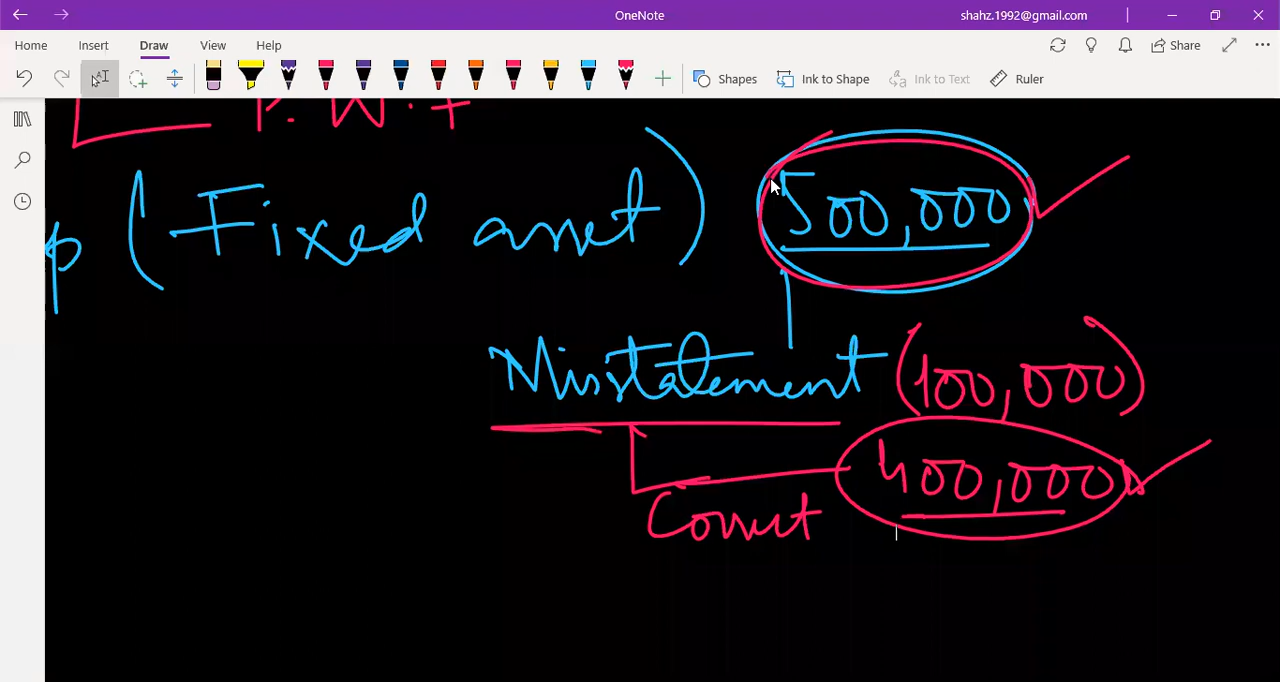 OneNote
shahz.1992@gmail.com
Home Insert Draw View Help
Share
Shapes
Ink to Shape
Ink to Text
Ruler
P. W. +
p (Fixed asset) 500,000
Misstatement (100,000)
400,000
Correct